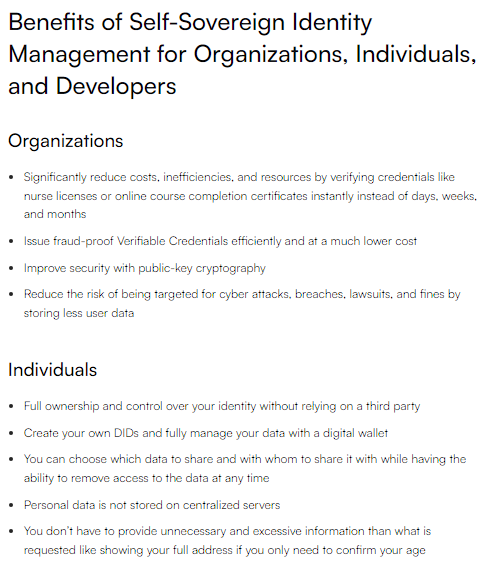 Benefits of Self-Sovereign Identity
Management for Organizations, Individuals,
and Developers
Organizations
• Significantly reduce costs, inefficiencies, and resources by verifying credentials like
nurse licenses or online course completion certificates instantly instead of days, weeks,
and months
• Issue fraud-proof Verifiable Credentials efficiently and at a much lower cost
• Improve security with public-key cryptography
• Reduce the risk of being targeted for cyber attacks, breaches, lawsuits, and fines by
storing less user data
Individuals
• Full ownership and control over your identity without relying on a third party
• Create your own DIDs and fully manage your data with a digital wallet
• You can choose which data to share and with whom to share it with while having the
ability to remove access to the data at any time
• Personal data is not stored on centralized servers
• You don't have to provide unnecessary and excessive information than what is
requested like showing your full address if you only need to confirm your age